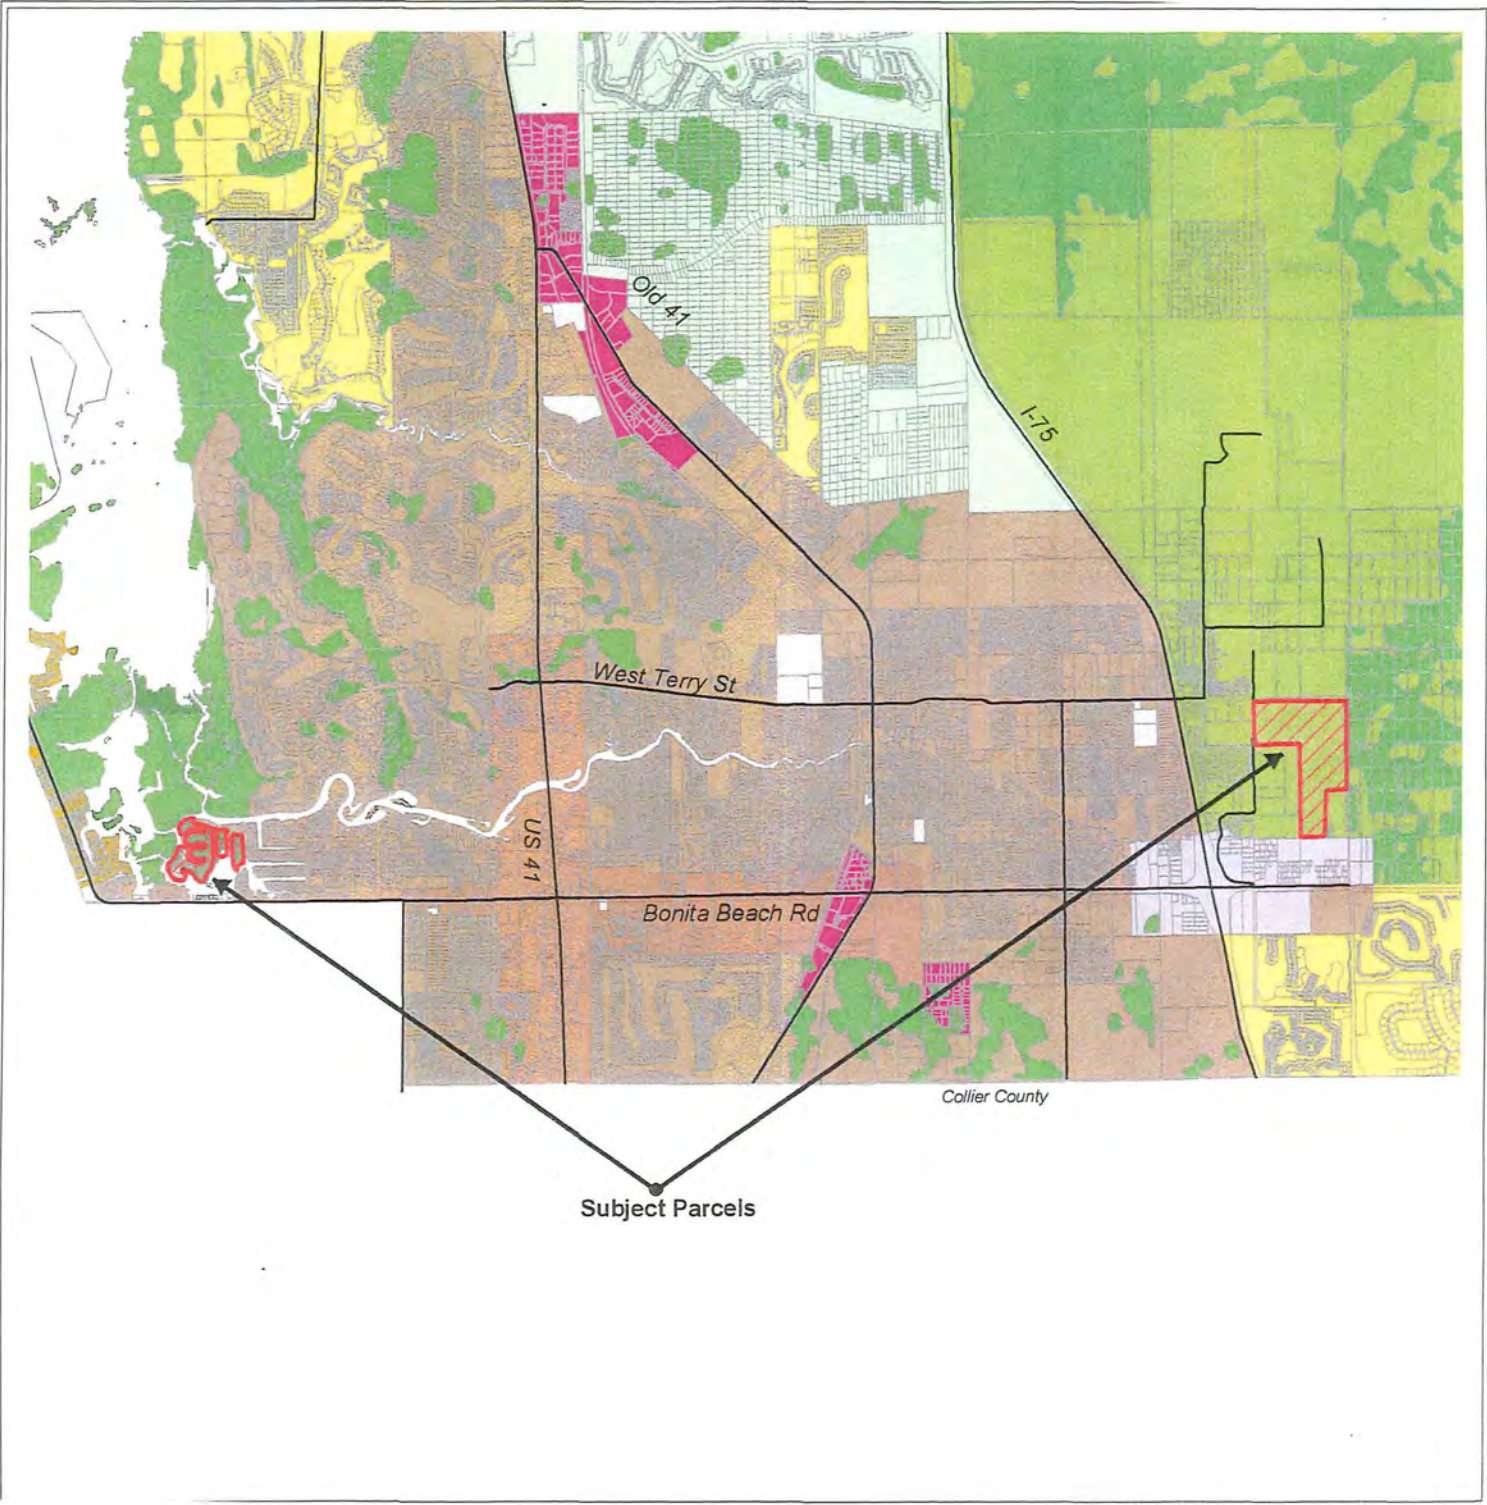 Old 41
I-75
West Terry St
US 41
Bonita Beach Rd
Collier County
Subject Parcels